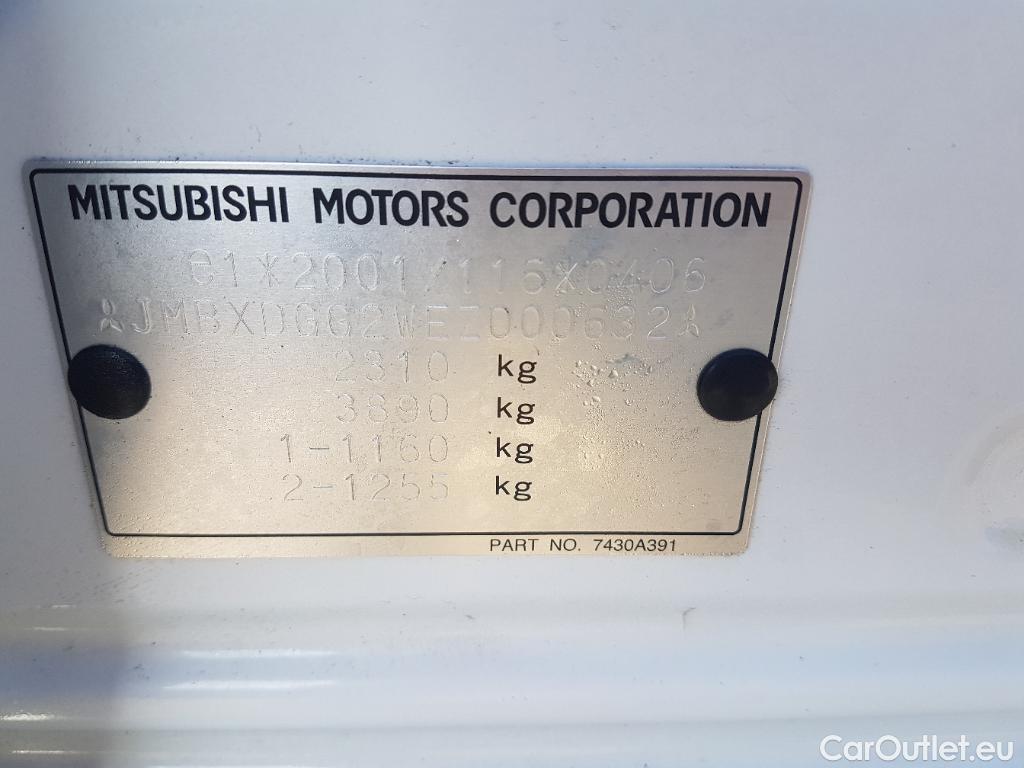 MITSUBISHI MOTORS CORPORATION
e1*2001/116*0406
JMBXDGG2WEZ000632
2310 kg
3890 kg
1-1160 kg
2-1255 kg
PART NO. 7430A391
CarOutlet.eu